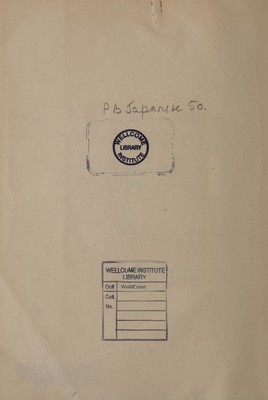 P.B. Japanese 50.
WELLCOME
LIBRARY
INSTITUTE
WELLCOME INSTITUTE
LIBRARY
Coll. WelMOmec
Coll.
No.